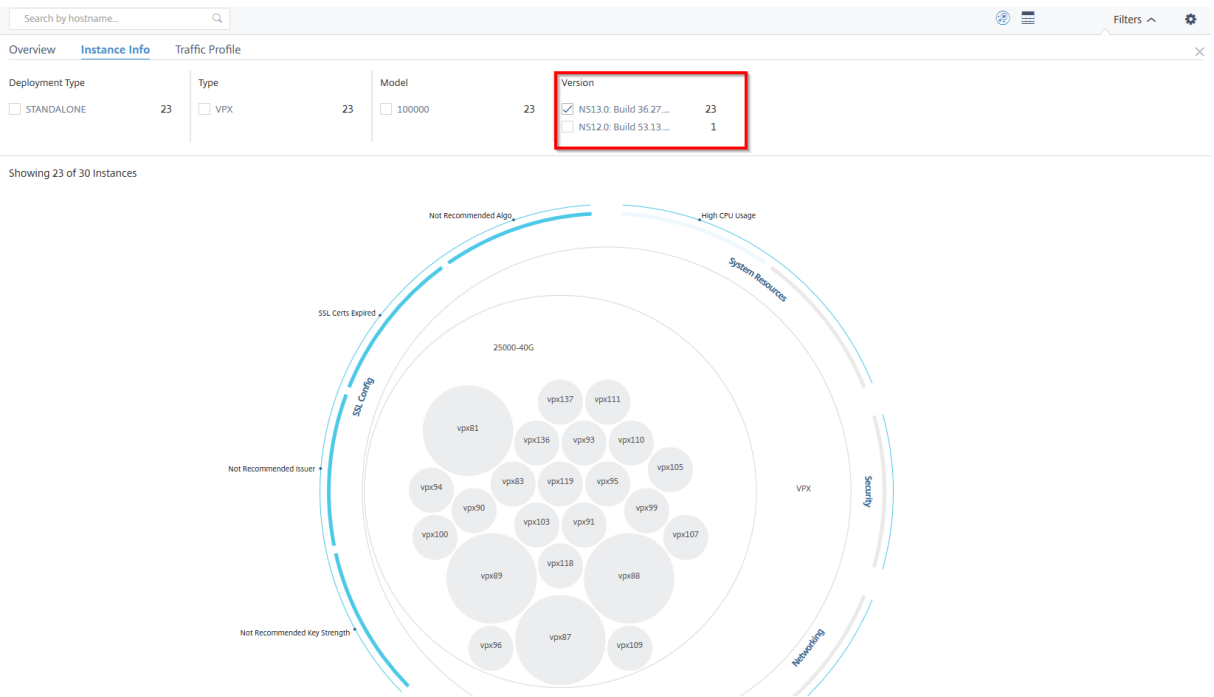 Search by hostname...
Filters
Overview
Instance Info
Traffic Profile
Deployment Type
Type
Model
Version
STANDALONE 23
VPX 23
100000 23
NS13.0: Build 36.27.... 23
NS12.0: Build 53.13.... 1
Showing 23 of 30 Instances
Not Recommended Algo
High CPU Usage
System Resources
SSL Certs Expired
25000-40G
SSL Config
vpx137
vpx111
vpx81
vpx136
vpx93
vpx110
vpx105
Not Recommended Issuer
vpx94
vpx83
vpx119
vpx95
VPX
Security
vpx90
vpx99
vpx103
vpx91
vpx100
vpx107
vpx118
vpx89
vpx88
Not Recommended Key Strength
vpx96
vpx87
vpx109
Networking